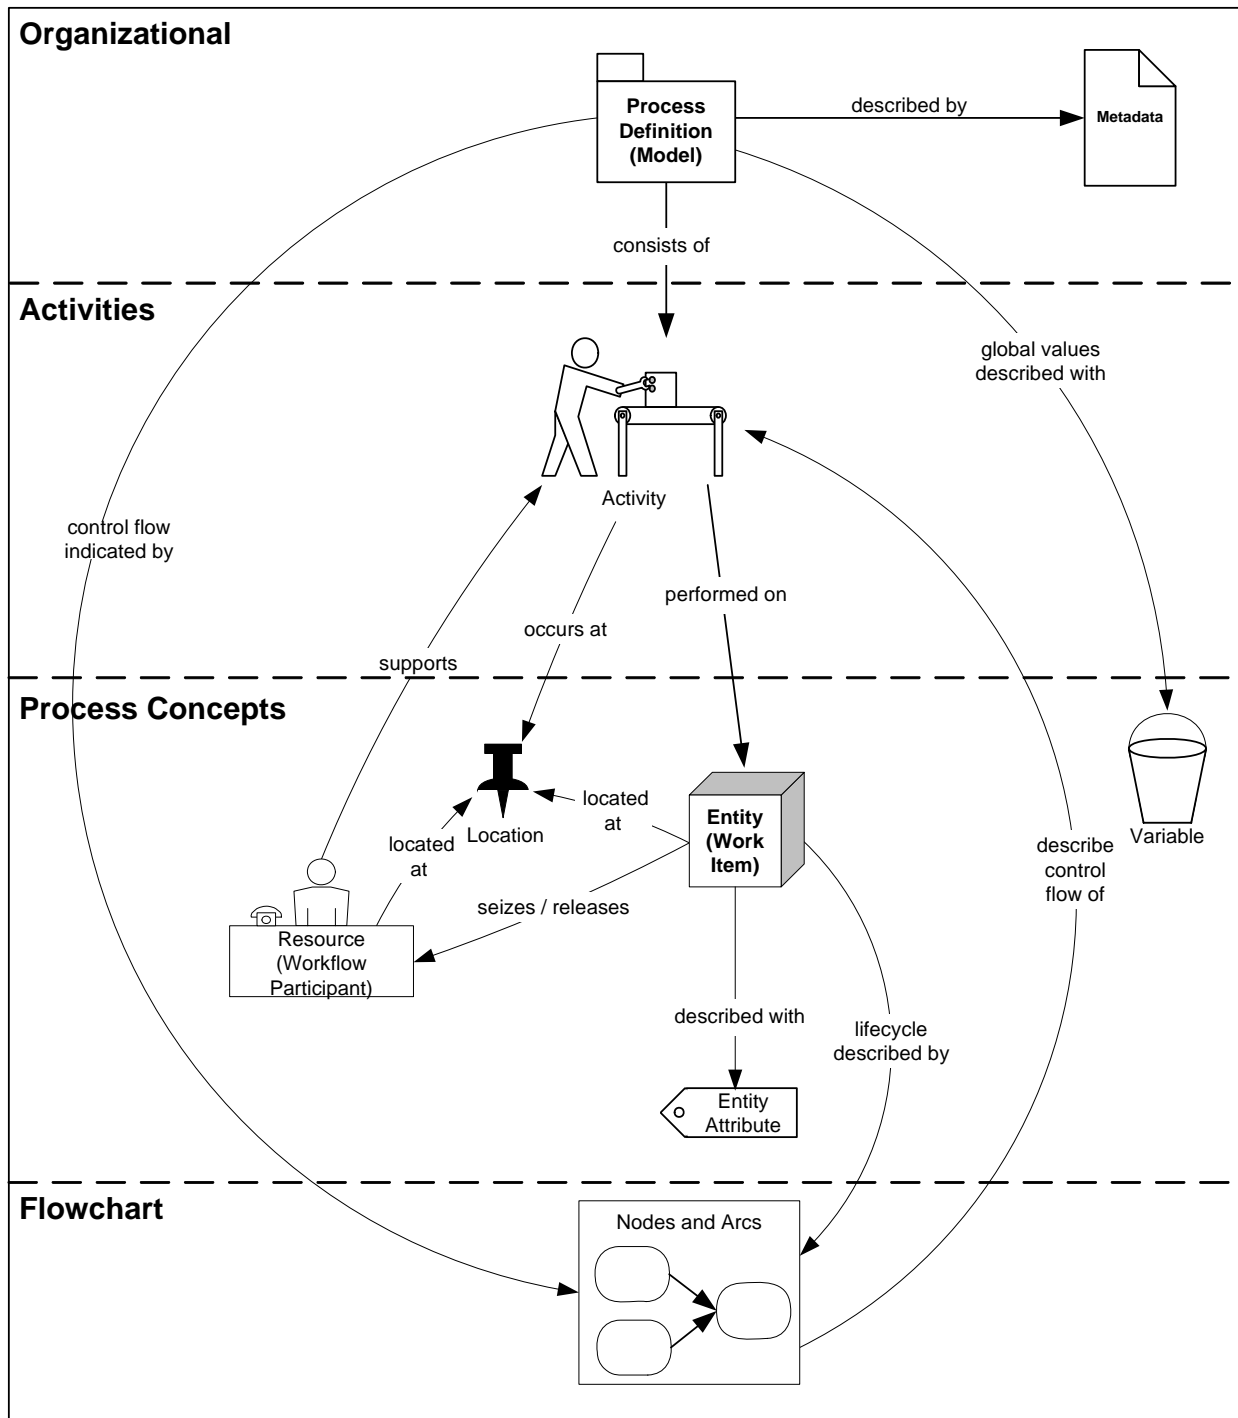 Organizational
Process
Definition
(Model)
described by
Metadata
consists of
Activities
global values
described with
Activity
control flow
indicated by
performed on
occurs at
supports
Process Concepts
located
at
Location
located
at
Entity
(Work
Item)
Variable
describe
control
flow of
seizes / releases
Resource
(Workflow
Participant)
described with
lifecycle
described by
Entity
Attribute
Flowchart
Nodes and Arcs